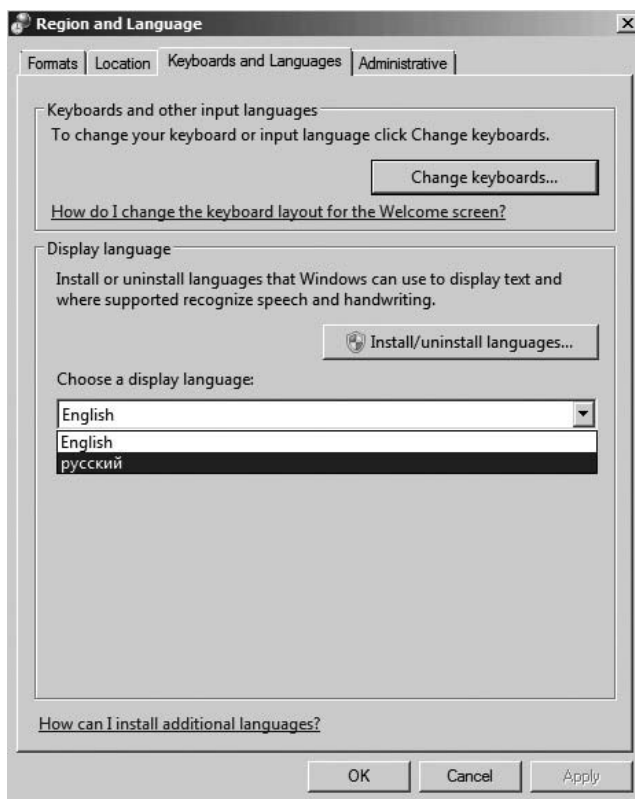 Region and Language
Formats Location Keyboards and Languages Administrative
Keyboards and other input languages
To change your keyboard or input language click Change keyboards.
Change keyboards...
How do I change the keyboard layout for the Welcome screen?
Display language
Install or uninstall languages that Windows can use to display text and
where supported recognize speech and handwriting.
Install/uninstall languages...
Choose a display language:
English
English
русский
How can I install additional languages?
OK Cancel Apply